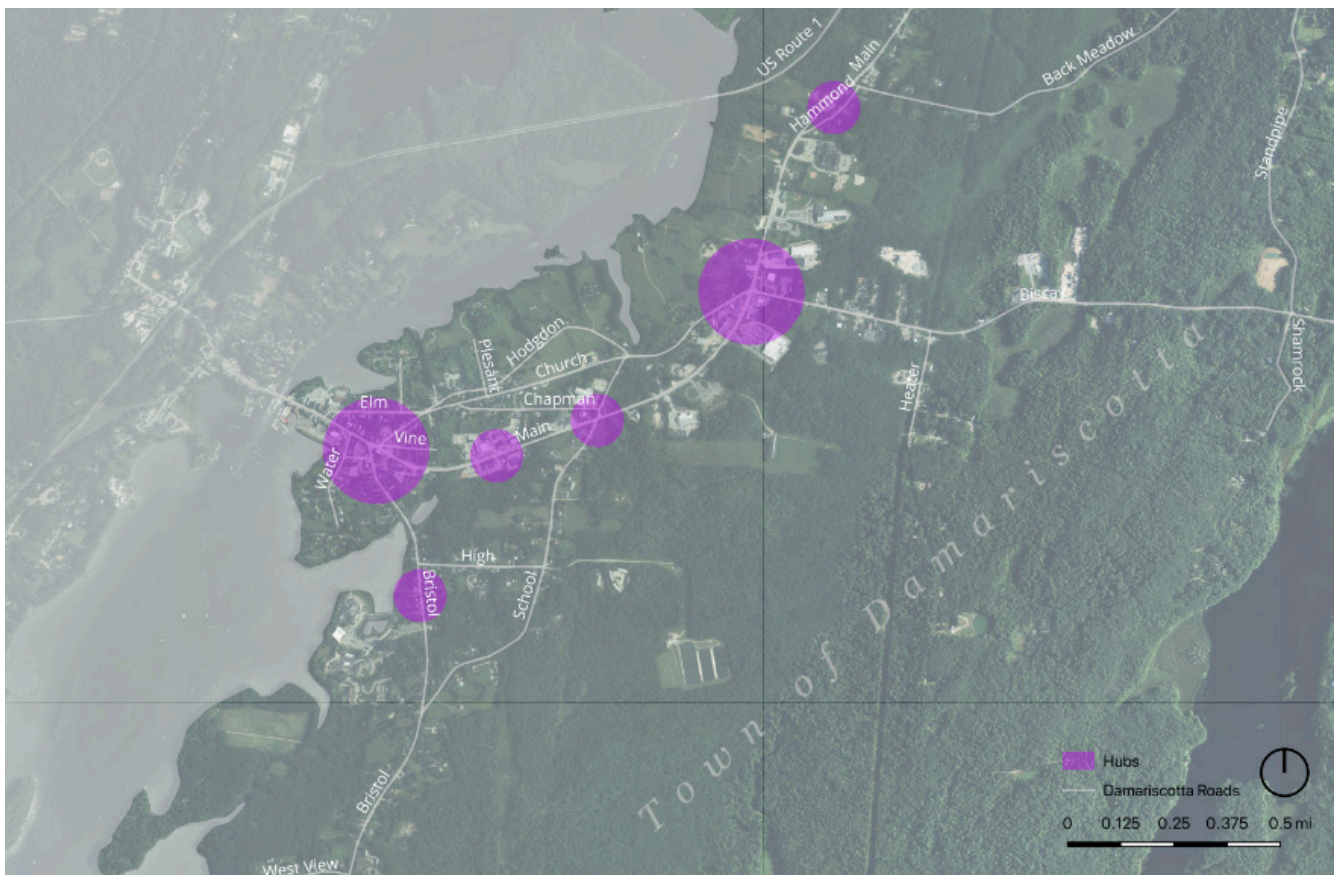 US Route 1
Main
Hammond
Back Meadow
Standpipe
Biscay
Shamrock
Hodgdon
Plesant
Church
Heater
Elm
Chapman
Vine
Main
Water
High
Bristol
School
Town of Damariscotta
Hubs
Damariscotta Roads
0 0.125 0.25 0.375 0.5 mi
Bristol
West View